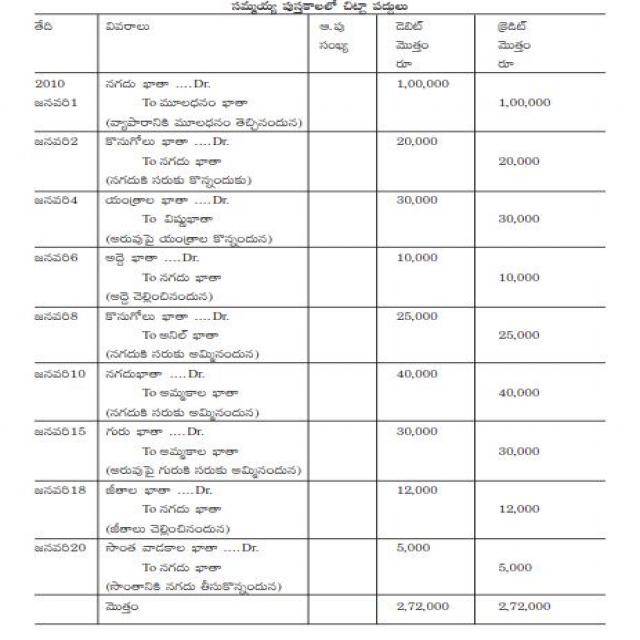 సమ్మయ్య పుస్తకాలలో చిట్టా పద్దులు
తేది వివరాలు ఆ.పు డెబిట్ క్రెడిట్
సంఖ్య మొత్తం మొత్తం
రూ రూ
2010 నగదు ఖాతా ....Dr. 1,00,000
జనవరి1 To మూలధనం ఖాతా 1,00,000
(వ్యాపారానికి మూలధనం తెచ్చినందున)
జనవరి2 కొనుగోలు ఖాతా ....Dr. 20,000
To నగదు ఖాతా 20,000
(నగదుకి సరుకు కొన్నందుకు)
జనవరి4 యంత్రాల ఖాతా ....Dr. 30,000
To విష్ణుఖాతా 30,000
(అరువుపై యంత్రాల కొన్నందున)
జనవరి6 అద్దె ఖాతా ....Dr. 10,000
To నగదు ఖాతా 10,000
(అద్దె చెల్లించినందున)
జనవరి8 కొనుగోలు ఖాతా ....Dr. 25,000
To అనిల్ ఖాతా 25,000
(నగదుకి సరుకు అమ్మినందున)
జనవరి10 నగదుఖాతా ....Dr. 40,000
To అమ్మకాల ఖాతా 40,000
(నగదుకి సరుకు అమ్మినందున)
జనవరి15 గురు ఖాతా ....Dr. 30,000
To అమ్మకాల ఖాతా 30,000
(అరువుపై గురుకి సరుకు అమ్మినందున)
జనవరి18 జీతాల ఖాతా ....Dr. 12,000
To నగదు ఖాతా 12,000
(జీతాలు చెల్లించినందున)
జనవరి20 సొంత వాడకాల ఖాతా ....Dr. 5,000
To నగదు ఖాతా 5,000
(సొంతానికి నగదు తీసుకొన్నందున)
మొత్తం 2,72,000 2,72,000